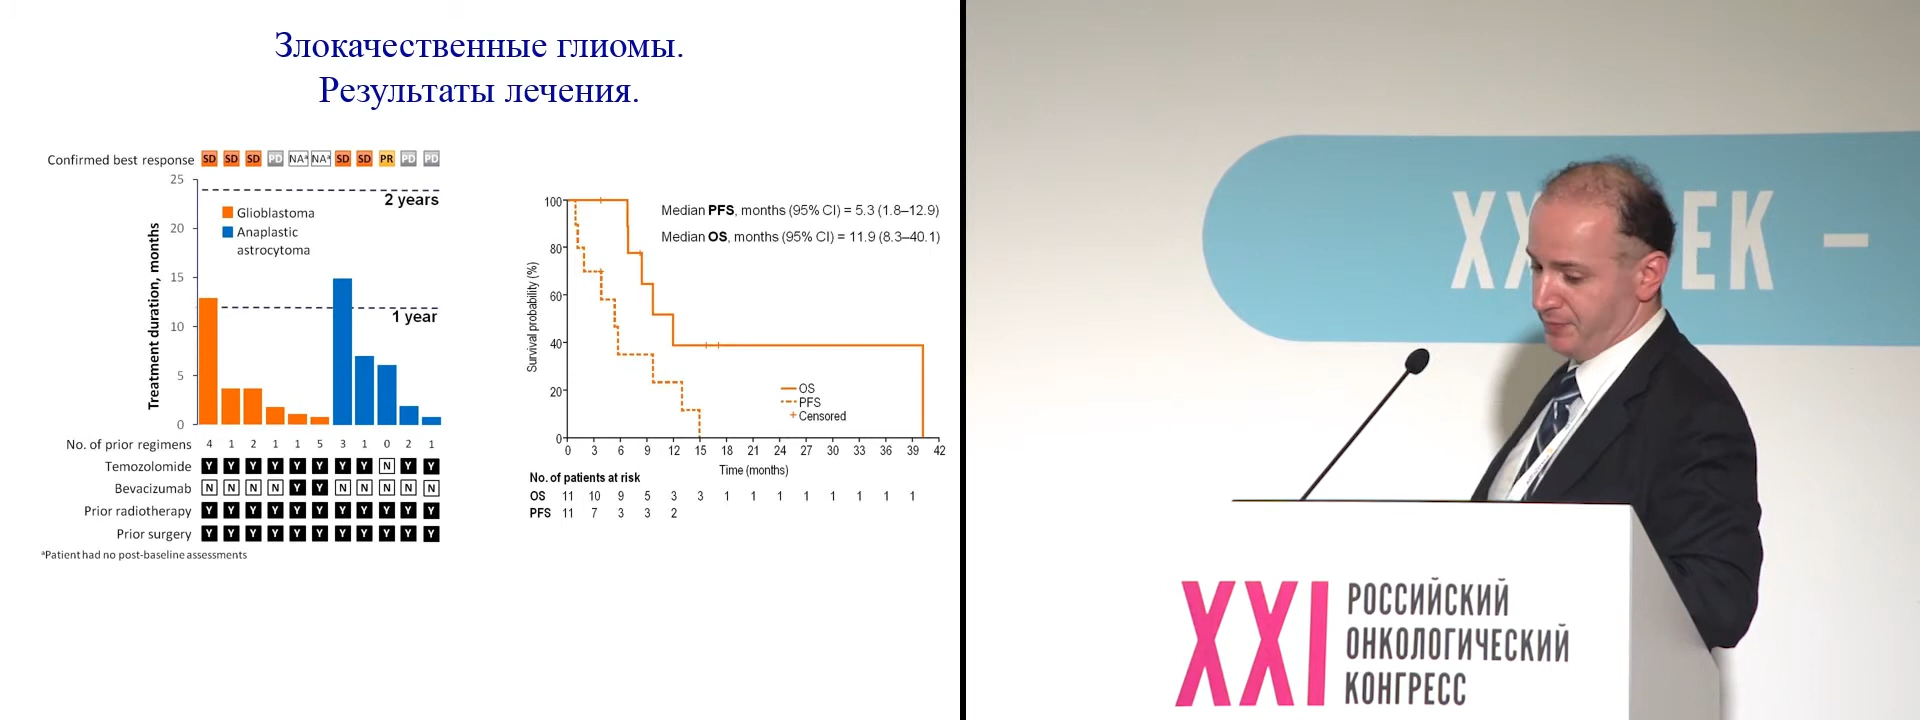 Злокачественные глиомы.
Результаты лечения.
Confirmed best response SD SD SD PD NAª NAª SD SD PR PD PD
25
20
15
10
5
0
Treatment duration, months
2 years
Glioblastoma
Anaplastic
astrocytoma
1 year
No. of prior regimens 4 1 2 1 1 5 3 1 0 2 1
Temozolomide Y Y Y Y Y Y Y Y N Y Y
Bevacizumab N N N N Y Y N N N N N
Prior radiotherapy Y Y Y Y Y Y Y Y Y Y Y
Prior surgery Y Y Y Y Y Y Y Y Y Y Y
ªPatient had no post-baseline assessments
Median PFS, months (95% CI) = 5.3 (1.8–12.9)
Median OS, months (95% CI) = 11.9 (8.3–40.1)
100
80
60
40
20
0
Survival probability (%)
OS
PFS
Censored
0 3 6 9 12 15 18 21 24 27 30 33 36 39 42
Time (months)
No. of patients at risk
OS 11 10 9 5 3 3 1 1 1 1 1 1 1 1
PFS 11 7 3 3 2
XX ЕК –
XXI
РОССИЙСКИЙ
ОНКОЛОГИЧЕСКИЙ
КОНГРЕСС